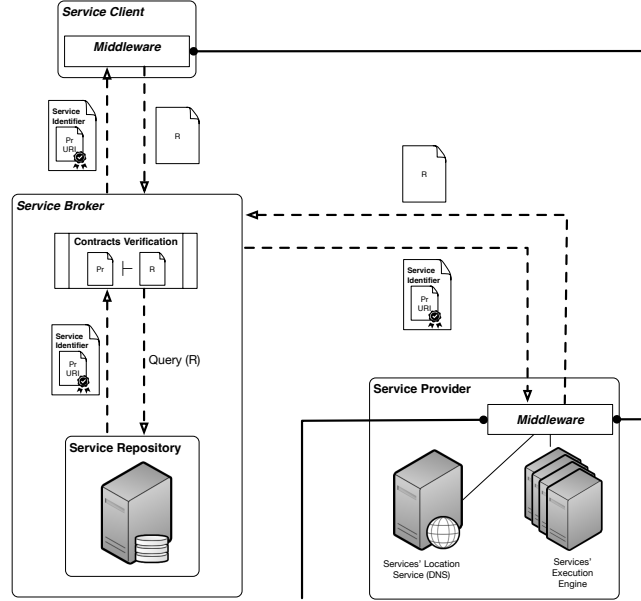 Service Client
Middleware
Service
Identifier
Pr
URI
R
R
Service Broker
Contracts Verification
Pr
R
Service
Identifier
Pr
URI
Service
Identifier
Pr
URI
Query (R)
Service Provider
Middleware
Service Repository
Services' Location
Service (DNS)
Services'
Execution
Engine